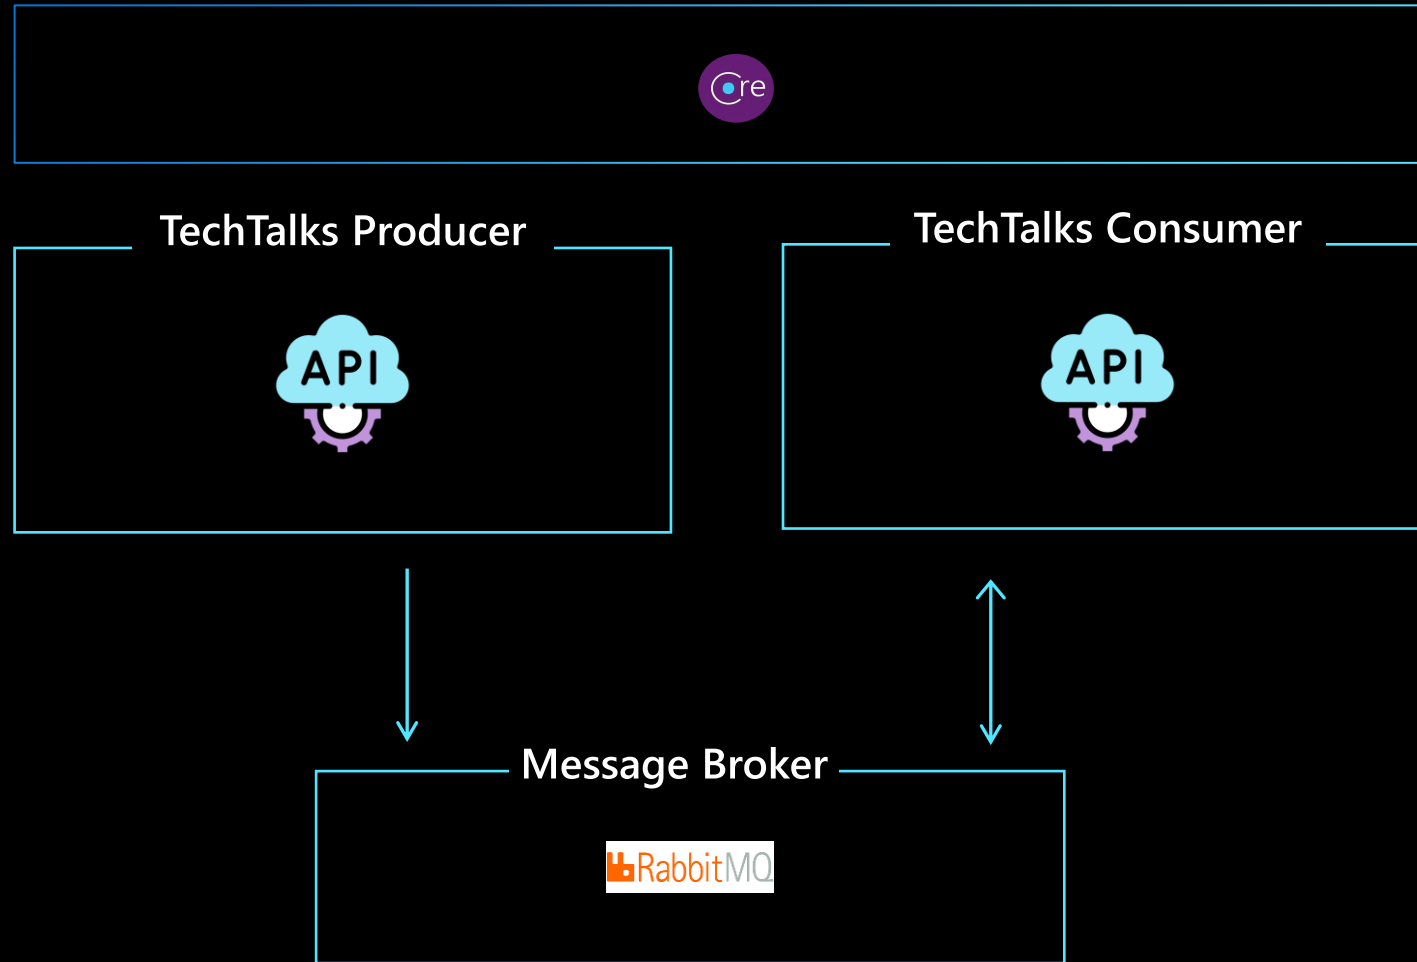 Core
TechTalks Producer
TechTalks Consumer
API
API
Message Broker
RabbitMQ